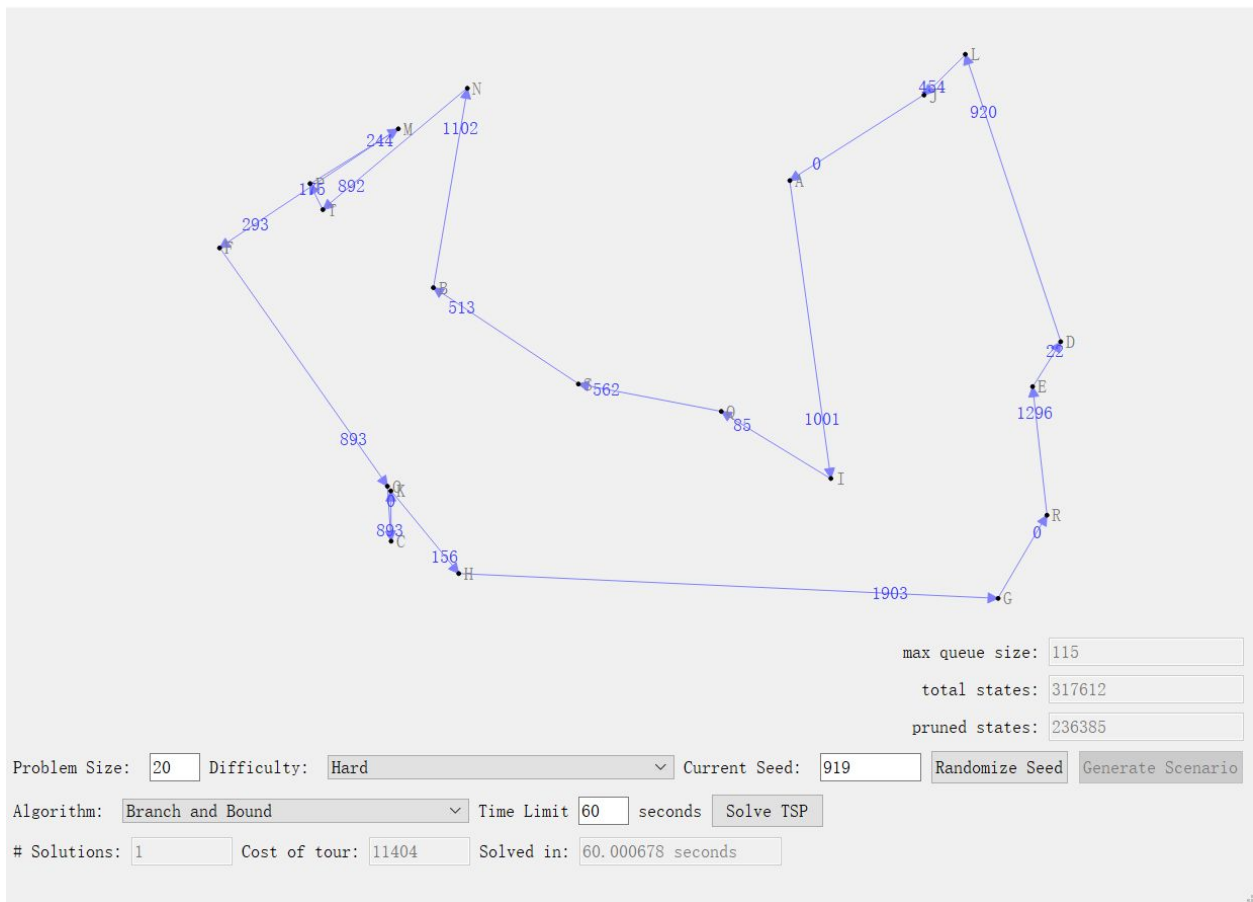 L
N
454
J
920
M
1102
244
0
P
A
176
892
T
293
F
B
513
D
22
S
562
E
Q
85
1296
1001
893
I
O
K
0
R
893
C
0
156
H
1903
G
max queue size: 115
total states: 317612
pruned states: 236385
Problem Size: 20 Difficulty: Hard Current Seed: 919 Randomize Seed Generate Scenario
Algorithm: Branch and Bound Time Limit 60 seconds Solve TSP
# Solutions: 1 Cost of tour: 11404 Solved in: 60.000678 seconds